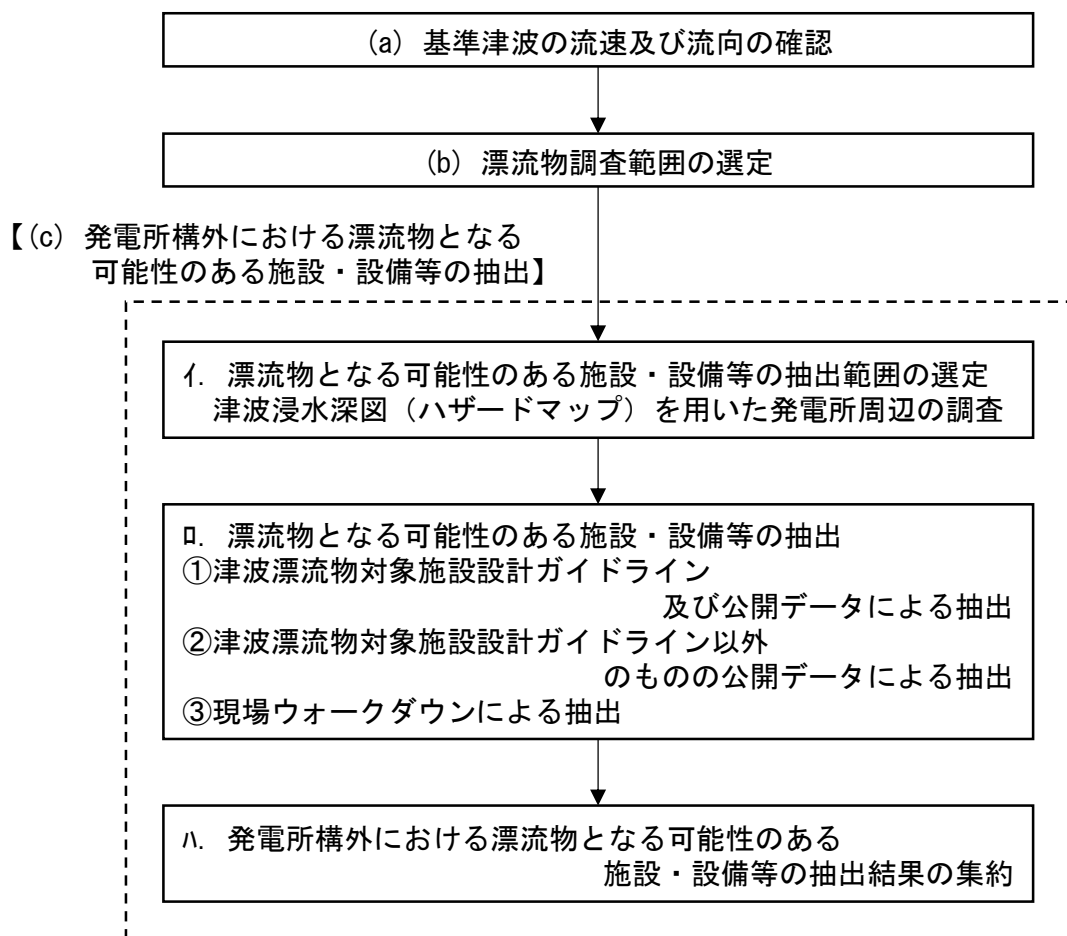 (a) 基準津波の流速及び流向の確認
(b) 漂流物調査範囲の選定
【(c) 発電所構外における漂流物となる
可能性のある施設・設備等の抽出】
ｲ. 漂流物となる可能性のある施設・設備等の抽出範囲の選定
津波浸水深図（ハザードマップ）を用いた発電所周辺の調査
ﾛ. 漂流物となる可能性のある施設・設備等の抽出
①津波漂流物対象施設設計ガイドライン
及び公開データによる抽出
②津波漂流物対象施設設計ガイドライン以外
のものの公開データによる抽出
③現場ウォークダウンによる抽出
ﾊ. 発電所構外における漂流物となる可能性のある
施設・設備等の抽出結果の集約